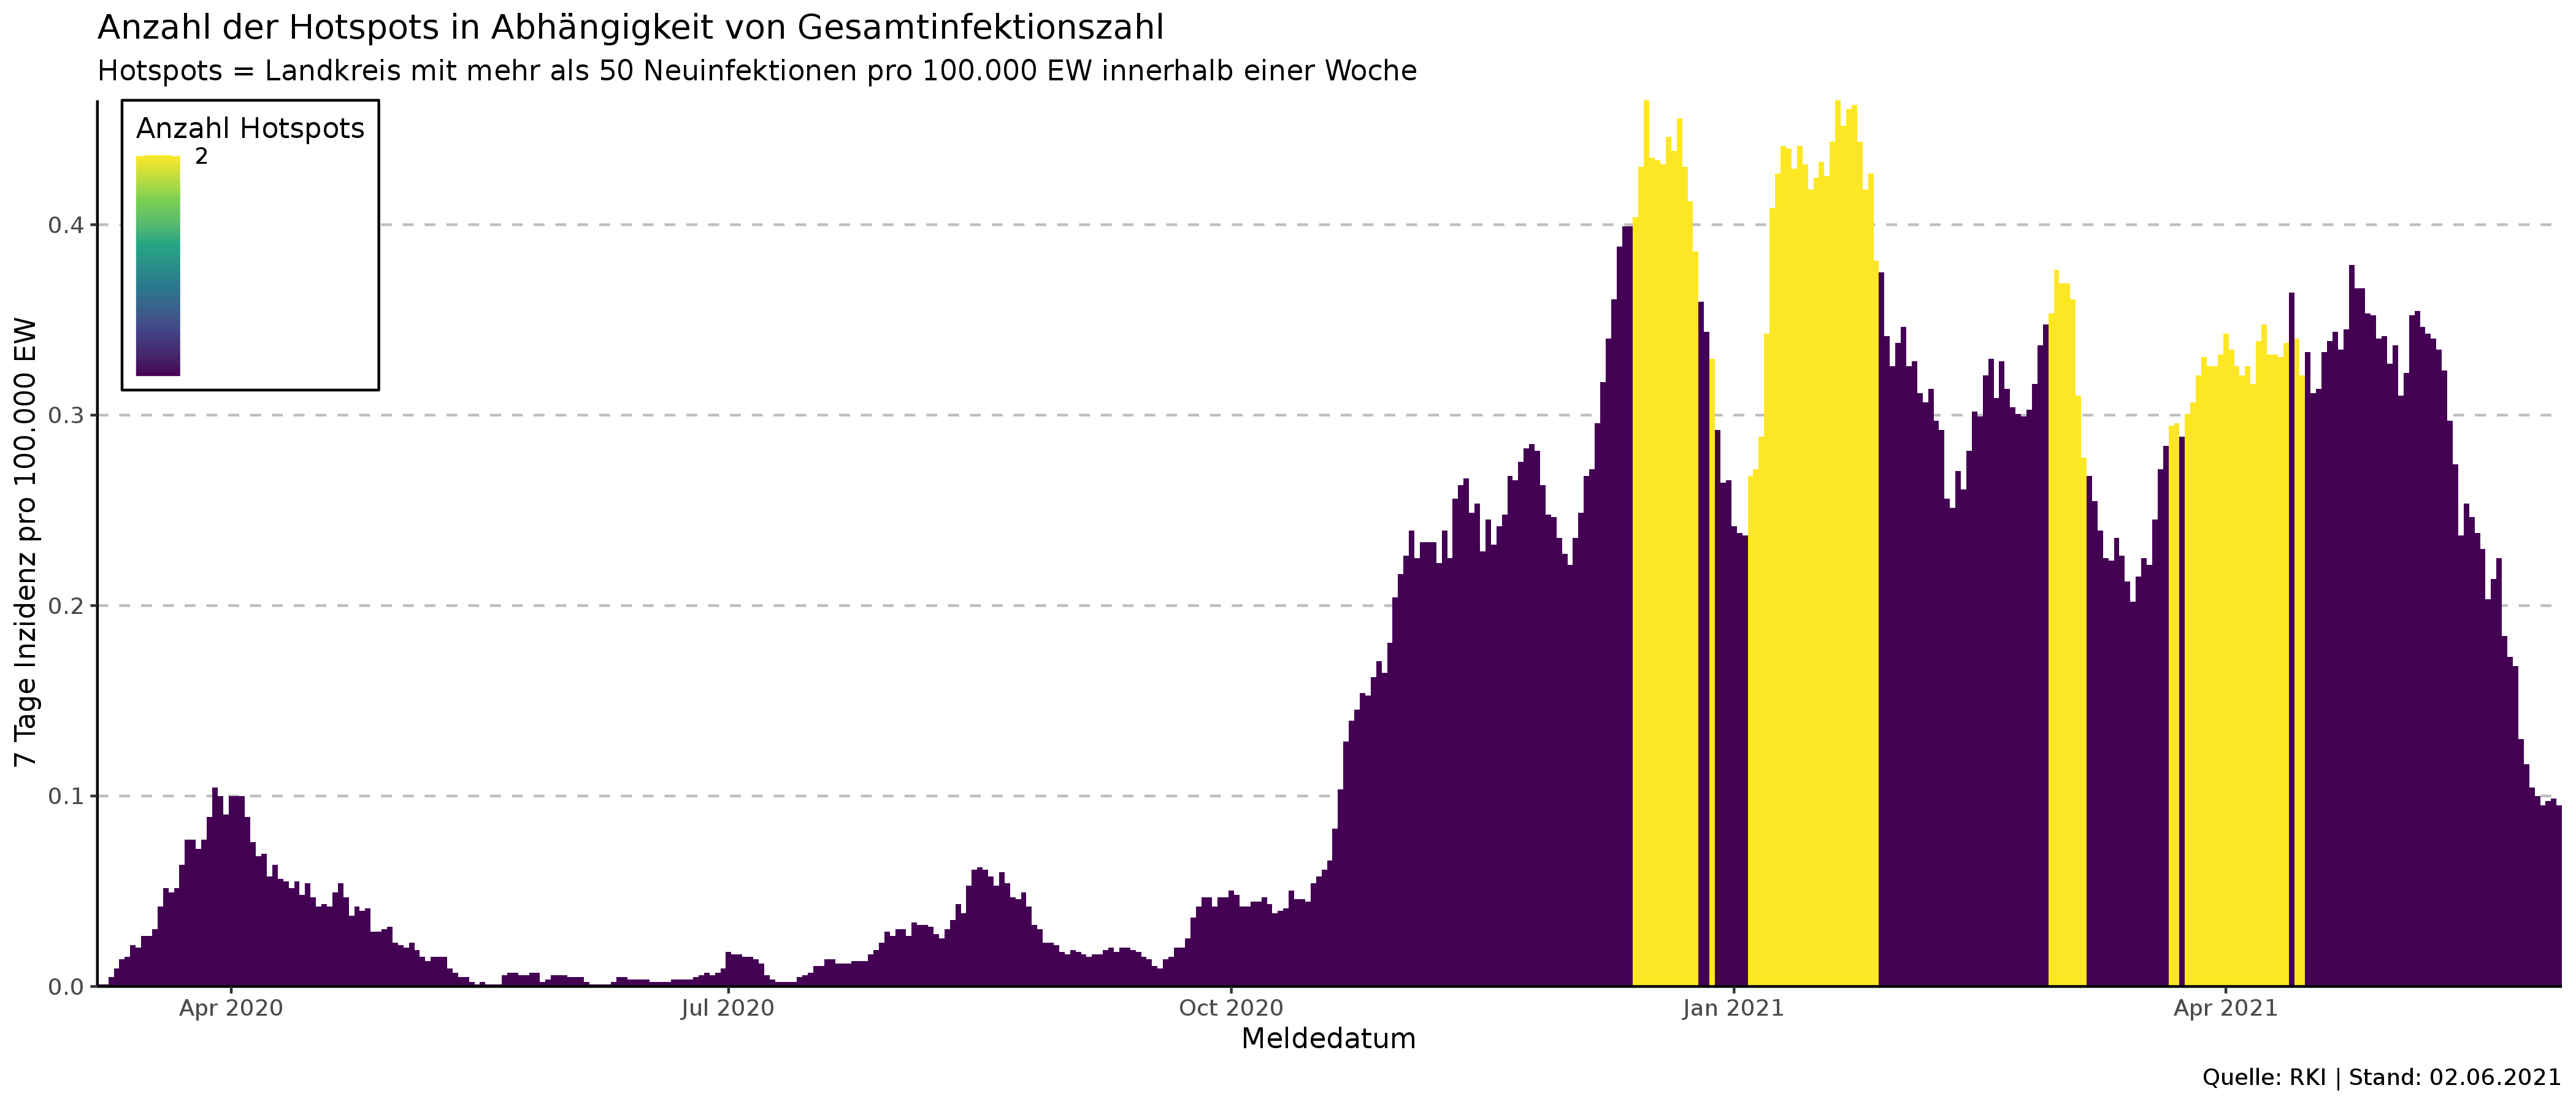 Anzahl der Hotspots in Abhängigkeit von Gesamtinfektionszahl
Hotspots = Landkreis mit mehr als 50 Neuinfektionen pro 100.000 EW innerhalb einer Woche
Anzahl Hotspots
2
7 Tage Inzidenz pro 100.000 EW
0.4
0.3
0.2
0.1
0.0
Apr 2020 Jul 2020 Oct 2020 Jan 2021 Apr 2021
Meldedatum
Quelle: RKI | Stand: 02.06.2021